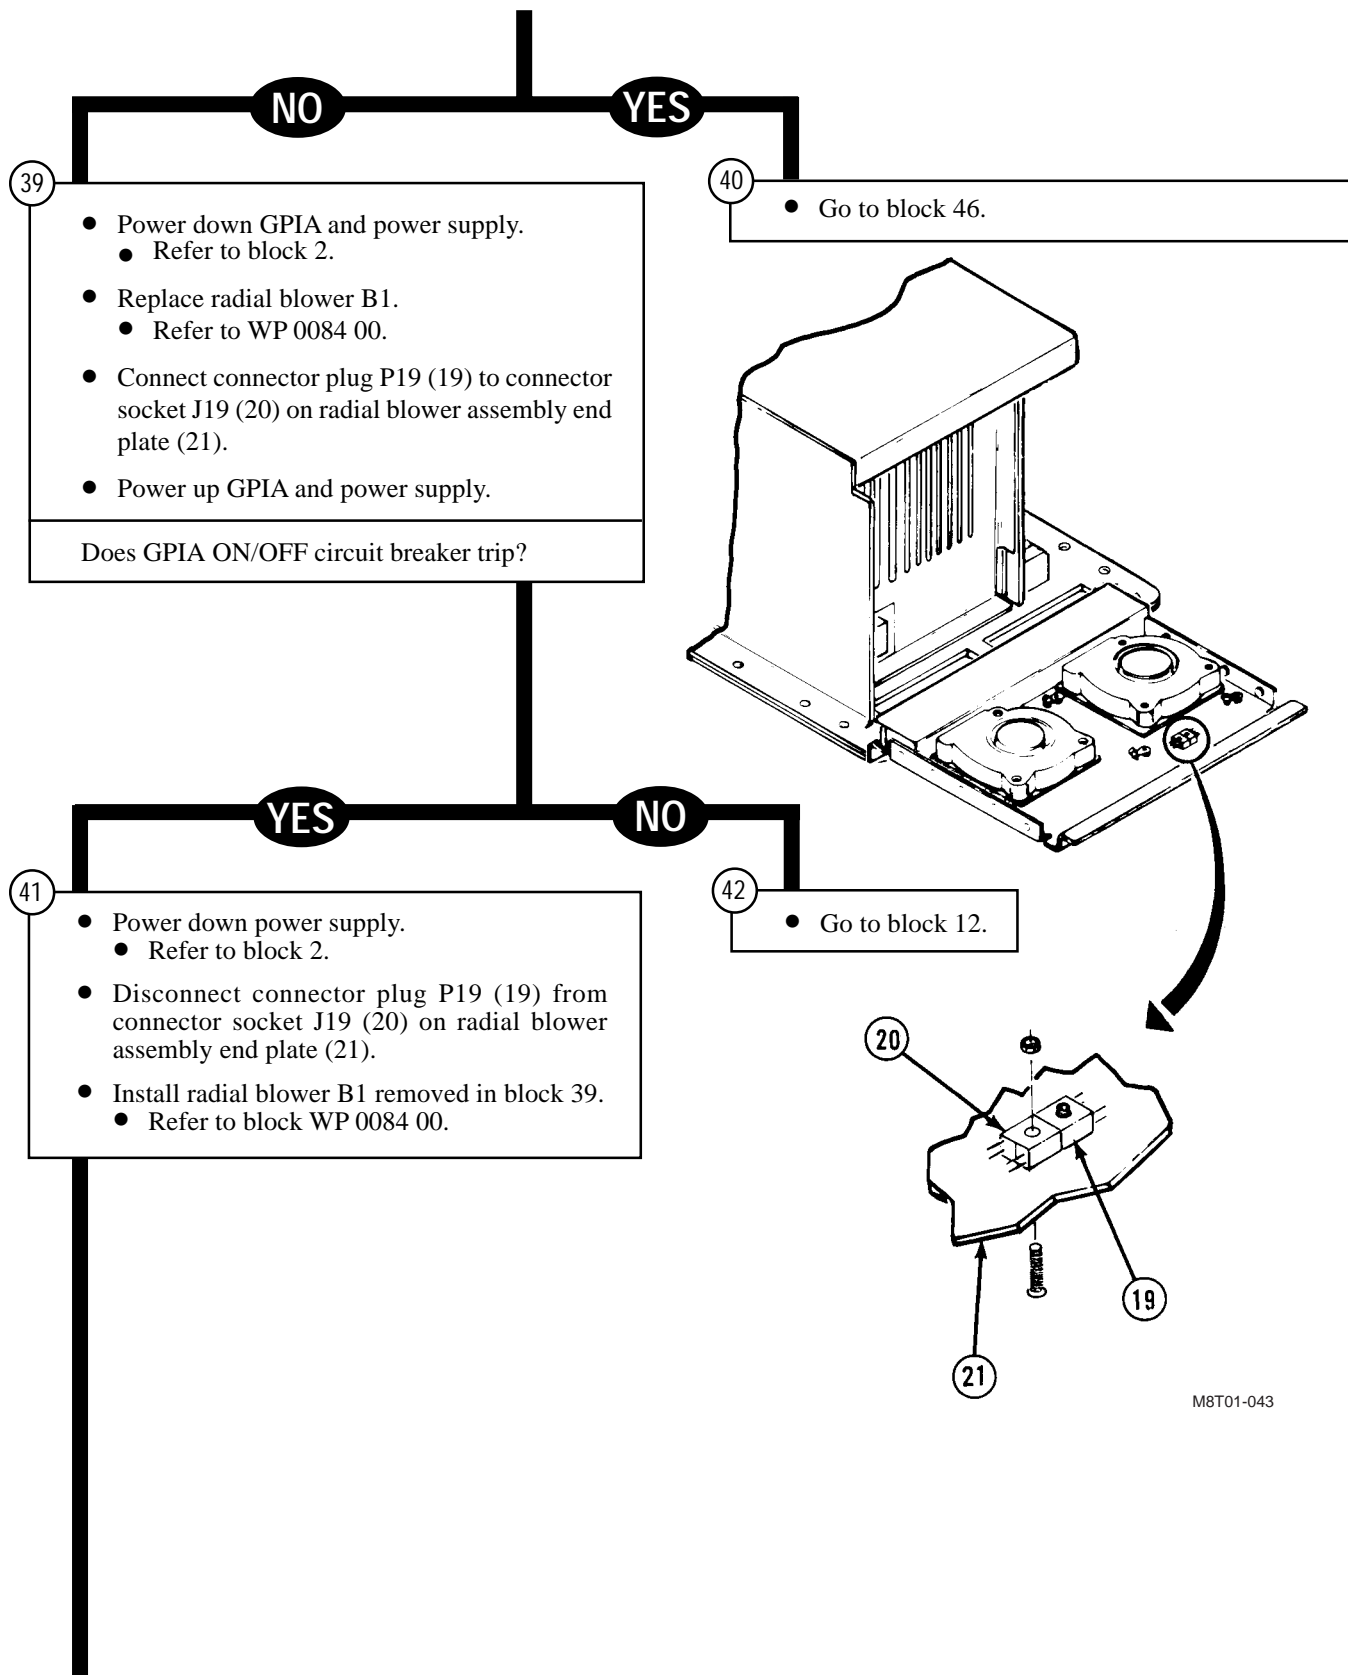 NO
YES
39
• Power down GPIA and power supply.
• Refer to block 2.
• Replace radial blower B1.
• Refer to WP 0084 00.
• Connect connector plug P19 (19) to connector
socket J19 (20) on radial blower assembly end
plate (21).
• Power up GPIA and power supply.
Does GPIA ON/OFF circuit breaker trip?
40
• Go to block 46.
YES
NO
41
• Power down power supply.
• Refer to block 2.
• Disconnect connector plug P19 (19) from
connector socket J19 (20) on radial blower
assembly end plate (21).
• Install radial blower B1 removed in block 39.
• Refer to block WP 0084 00.
42
• Go to block 12.
20
19
21
M8T01-043